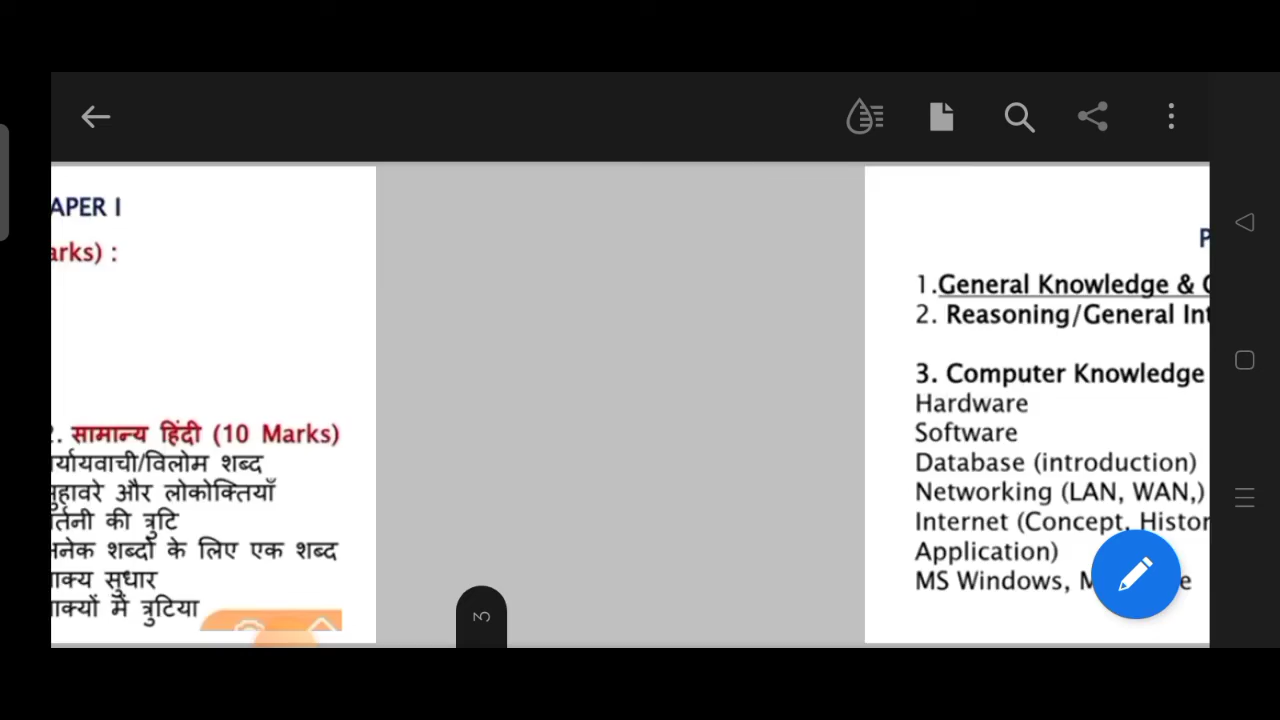 APER I
arks) :
2. सामान्य हिंदी (10 Marks)
र्यायवाची/विलोम शब्द
मुहावरे और लोकोक्तियाँ
र्तनी की त्रुटि
अनेक शब्दों के लिए एक शब्द
ाक्य सुधार
ाक्यों में त्रुटिया
3
P
1.General Knowledge &
2. Reasoning/General Int
3. Computer Knowledge
Hardware
Software
Database (introduction)
Networking (LAN, WAN,)
Internet (Concept, Histor
Application)
MS Windows, M